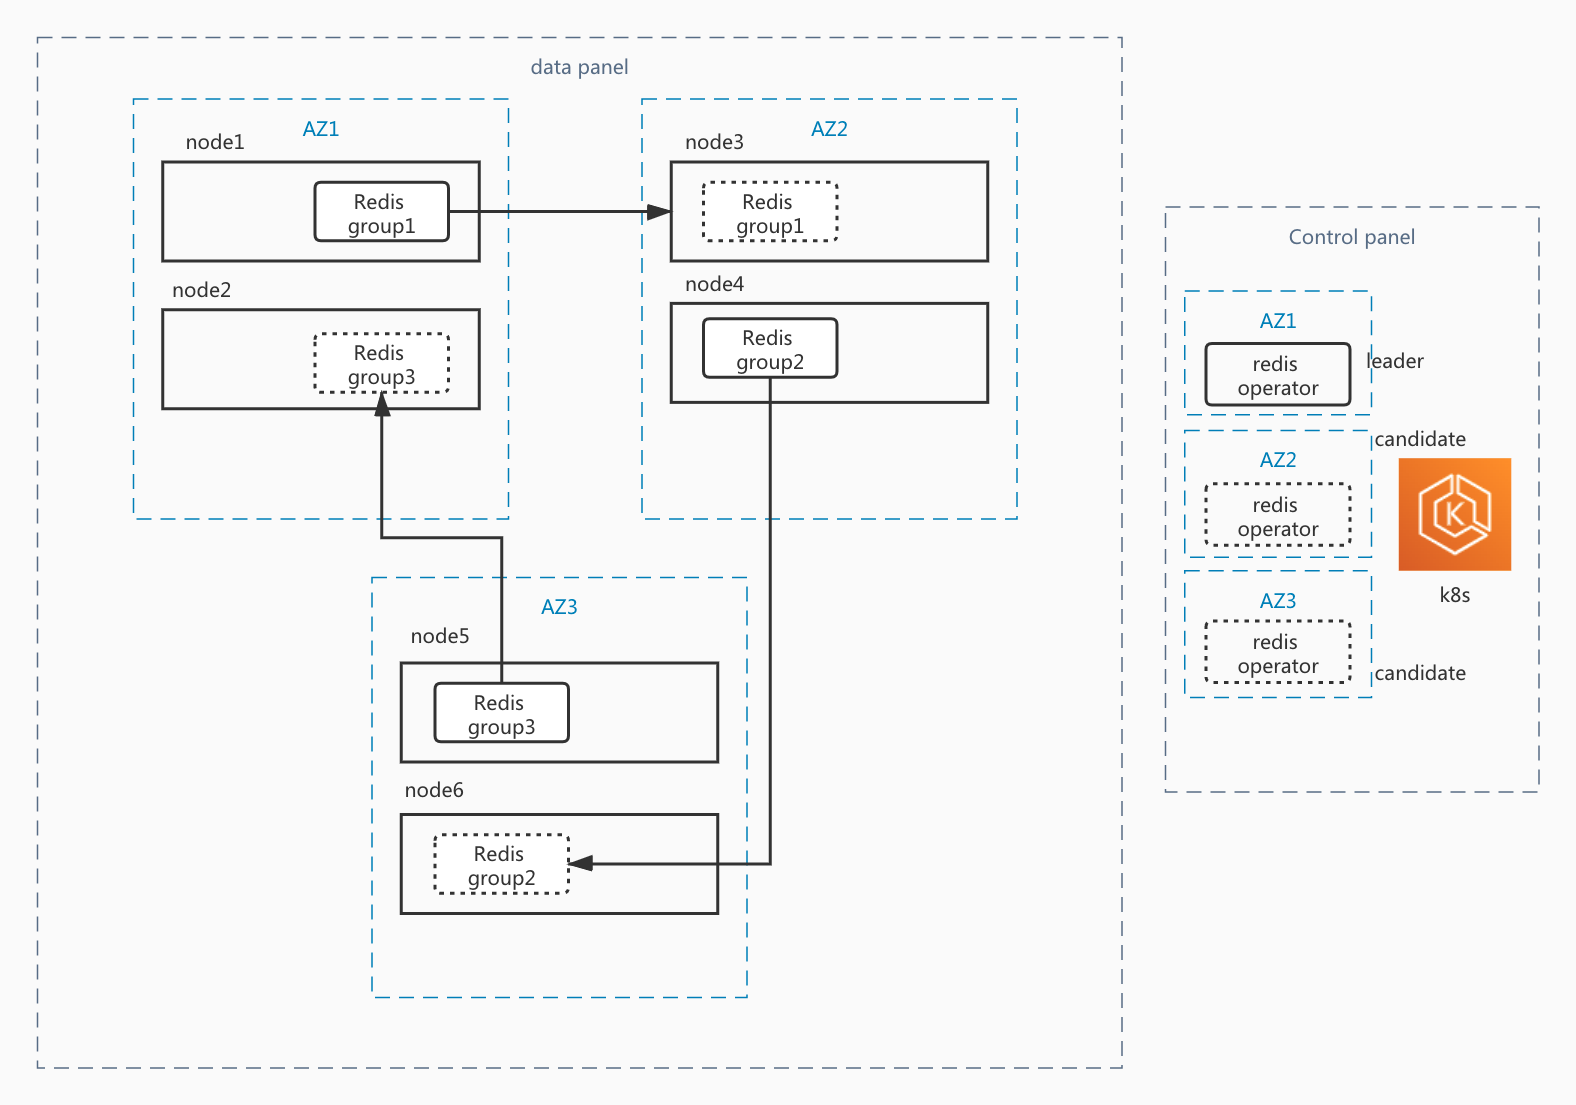 data panel
AZ1
node1
Redis
group1
node2
Redis
group3
AZ2
node3
Redis
group1
node4
Redis
group2
AZ3
node5
Redis
group3
node6
Redis
group2
Control panel
AZ1
redis
operator
leader
candidate
AZ2
redis
operator
K
k8s
AZ3
redis
operator
candidate